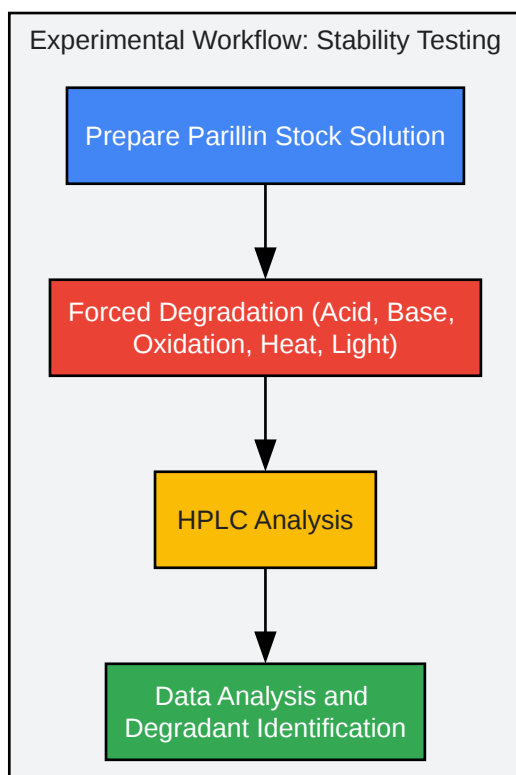 Experimental Workflow: Stability Testing
Prepare Parillin Stock Solution
Forced Degradation (Acid, Base,
Oxidation, Heat, Light)
HPLC Analysis
Data Analysis and
Degradant Identification